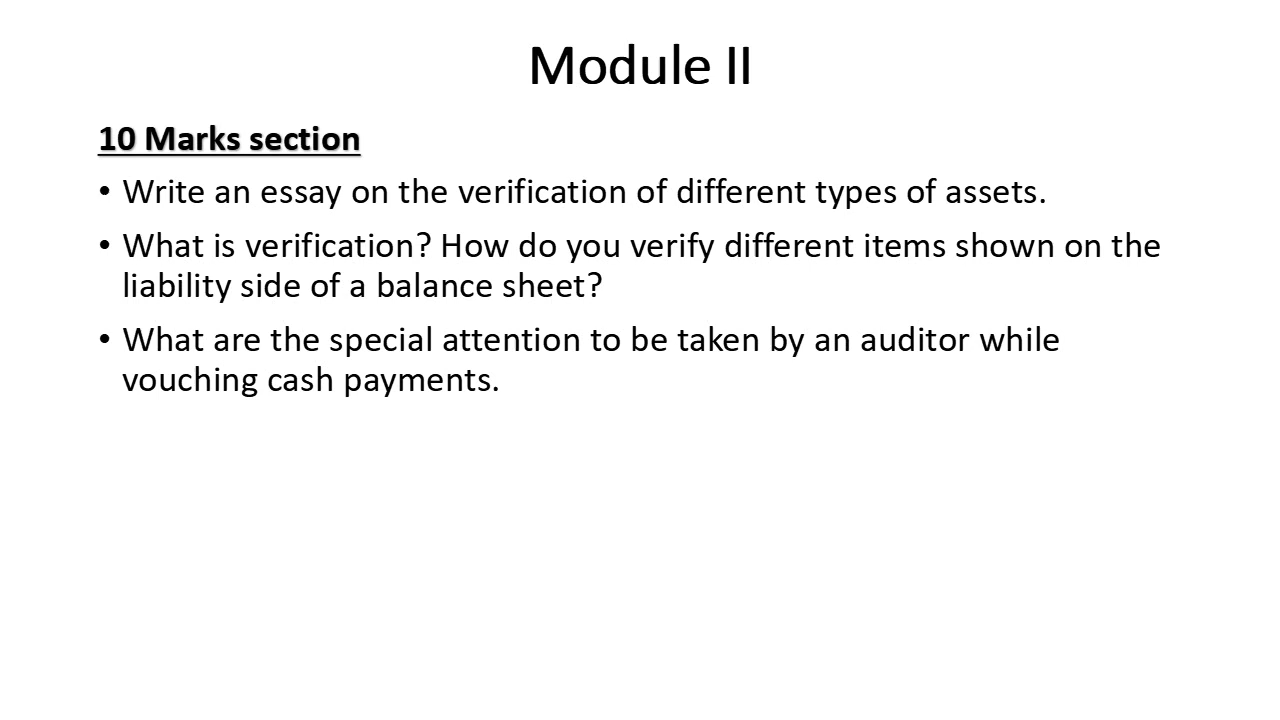 Module II
10 Marks section
• Write an essay on the verification of different types of assets.
• What is verification? How do you verify different items shown on the
liability side of a balance sheet?
• What are the special attention to be taken by an auditor while
vouching cash payments.